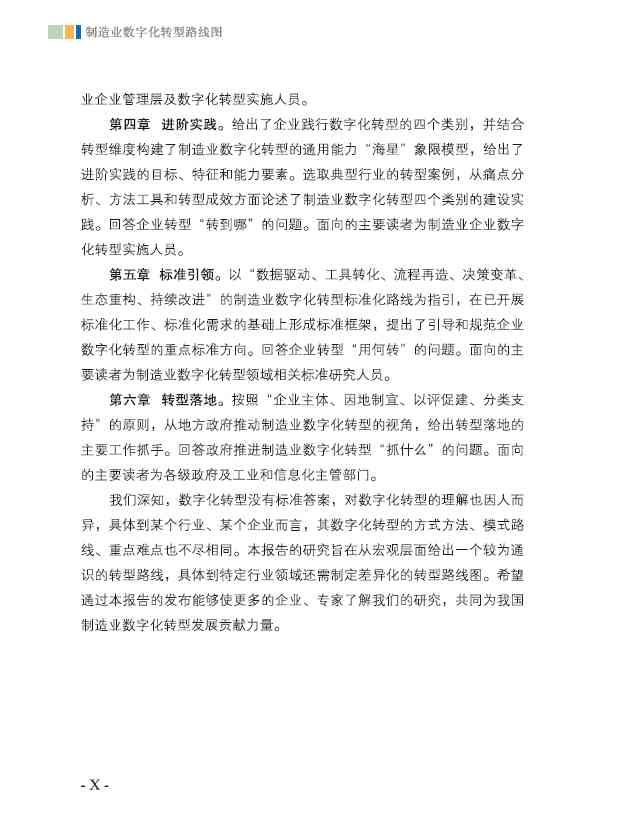 制造业数字化转型路线图
业企业管理层及数字化转型实施人员。
第四章 进阶实践。给出了企业践行数字化转型的四个类别，并结合
转型维度构建了制造业数字化转型的通用能力“海星”象限模型，给出了
进阶实践的目标、特征和能力要素。选取典型行业的转型案例，从痛点分
析、方法工具和转型成效方面论述了制造业数字化转型四个类别的建设实
践。回答企业转型“转到哪”的问题。面向的主要读者为制造业企业数字
化转型实施人员。
第五章 标准引领。以“数据驱动、工具转化、流程再造、决策变革、
生态重构、持续改进”的制造业数字化转型标准化路线为指引，在已开展
标准化工作、标准化需求的基础上形成标准框架，提出了引导和规范企业
数字化转型的重点标准方向。回答企业转型“用何转”的问题。面向的主
要读者为制造业数字化转型领域相关标准研究人员。
第六章 转型落地。按照“企业主体、因地制宜、以评促建、分类支
持”的原则，从地方政府推动制造业数字化转型的视角，给出转型落地的
主要工作抓手。回答政府推进制造业数字化转型“抓什么”的问题。面向
的主要读者为各级政府及工业和信息化主管部门。
我们深知，数字化转型没有标准答案，对数字化转型的理解也因人而
异，具体到某个行业、某个企业而言，其数字化转型的方式方法、模式路
线、重点难点也不尽相同。本报告的研究旨在从宏观层面给出一个较为通
识的转型路线，具体到特定行业领域还需制定差异化的转型路线图。希望
通过本报告的发布能够使更多的企业、专家了解我们的研究，共同为我国
制造业数字化转型发展贡献力量。
- X -